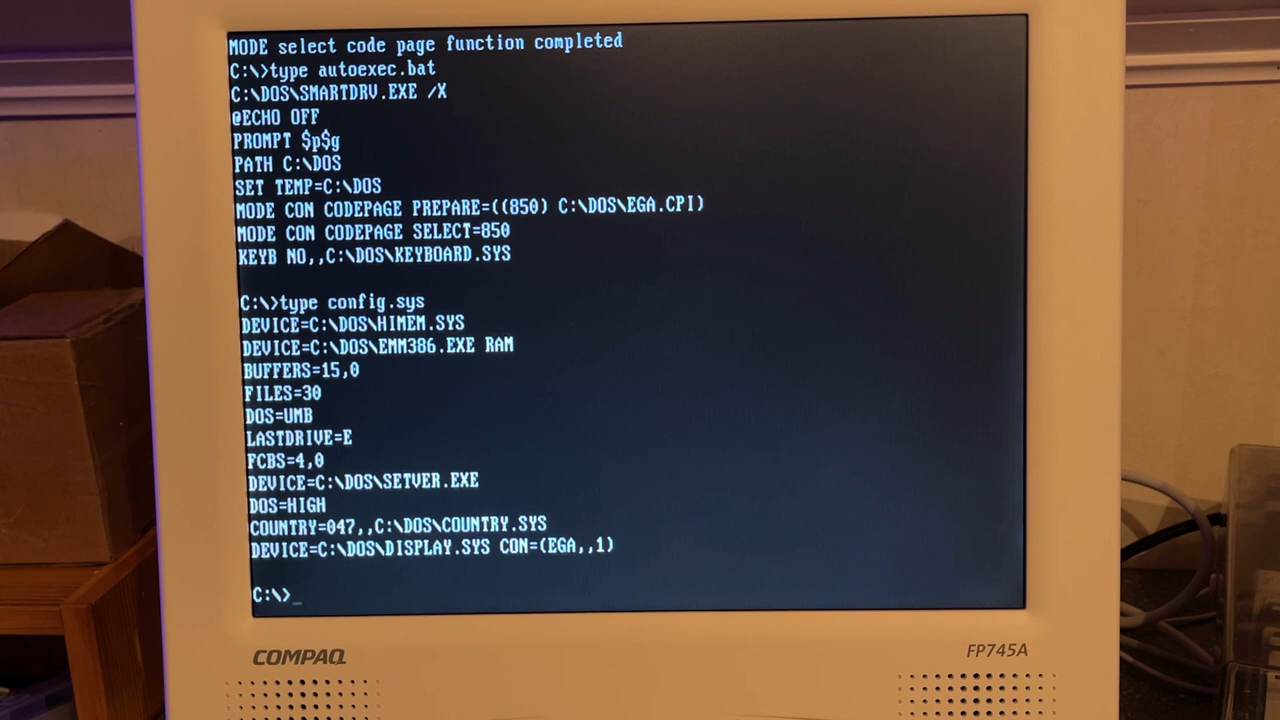 MODE select code page function completed
C:\>type autoexec.bat
C:\DOS\SMARTDRV.EXE /X
@ECHO OFF
PROMPT $p$g
PATH C:\DOS
SET TEMP=C:\DOS
MODE CON CODEPAGE PREPARE=((850) C:\DOS\EGA.CPI)
MODE CON CODEPAGE SELECT=850
KEYB NO,,C:\DOS\KEYBOARD.SYS
C:\>type config.sys
DEVICE=C:\DOS\HIMEM.SYS
DEVICE=C:\DOS\EMM386.EXE RAM
BUFFERS=15,0
FILES=30
DOS=UMB
LASTDRIVE=E
FCBS=4,0
DEVICE=C:\DOS\SETVER.EXE
DOS=HIGH
COUNTRY=047,,C:\DOS\COUNTRY.SYS
DEVICE=C:\DOS\DISPLAY.SYS CON=(EGA,,1)
C:\>_
COMPAQ
FP745A